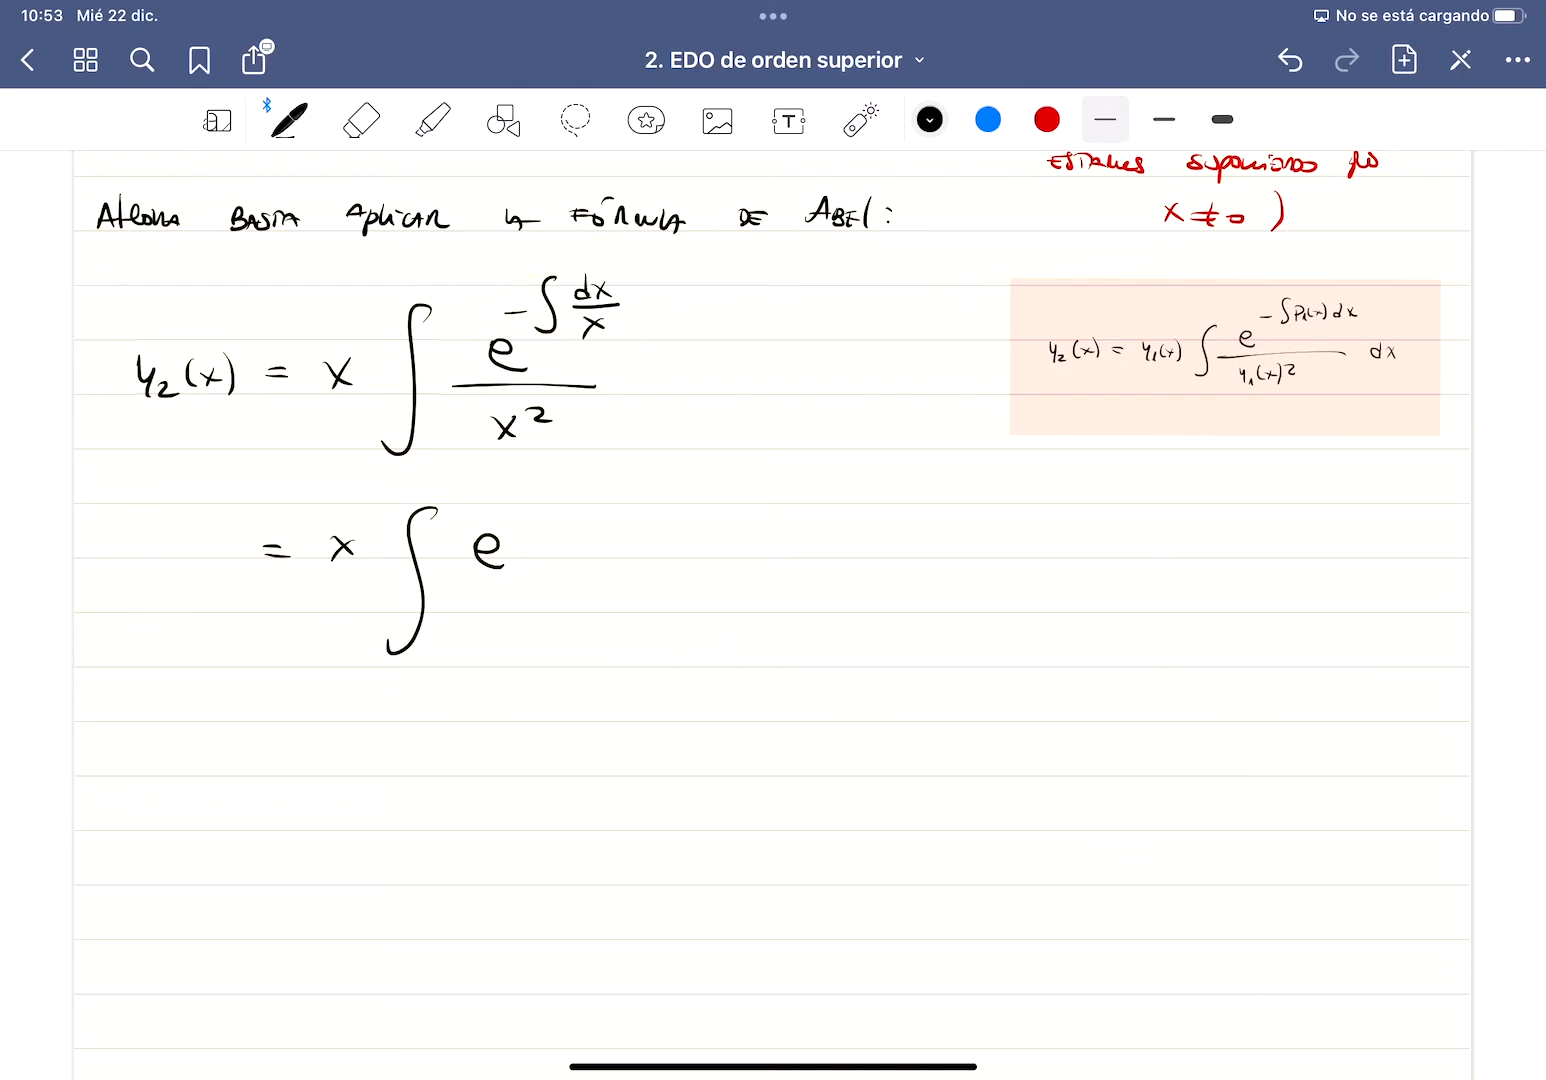 10:53 Mié 22 dic. No se está cargando
2. EDO de orden superior
T
ESTAMOS SUPONIENDO QUE
AHORA BASTA APLICAR LA FÓRMULA DE ABEL: x ≠ 0 )
y₂(x) = x ∫ e^(-∫ dx/x) / x²
y₂(x) = y₁(x) ∫ e^(-∫ P₁(x) dx) / y₁(x)² dx
= x ∫ e